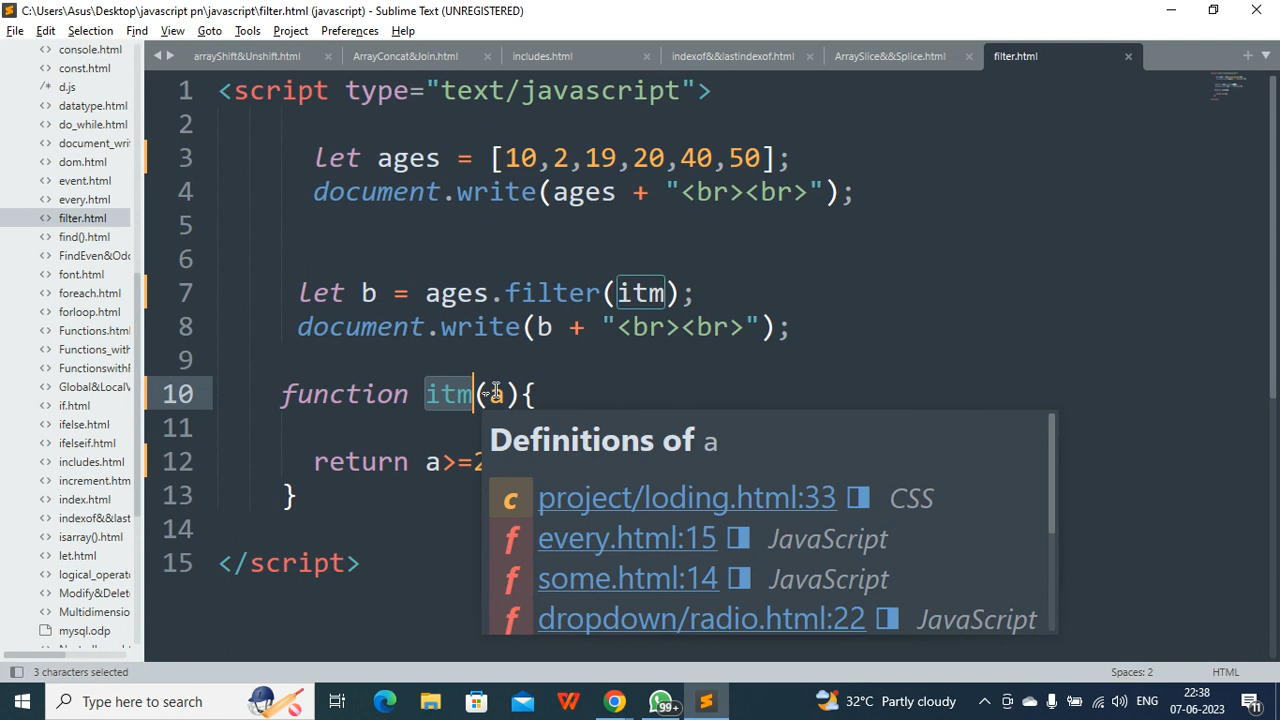 C:\Users\Asus\Desktop\javascript pn\javascript\filter.html (javascript) - Sublime Text (UNREGISTERED)
File Edit Selection Find View Goto Tools Project Preferences Help
arrayShift&Unshift.html ArrayConcat&Join.html includes.html indexof&&lastindexof.html ArraySlice&&Splice.html filter.html
console.html
const.html
d.js
datatype.html
do_while.html
document_wri
dom.html
event.html
every.html
filter.html
find().html
FindEven&Od
font.html
foreach.html
forloop.html
Functions.htm
Functions_wit
FunctionswithP
Global&LocalV
if.html
ifelse.html
ifelseif.html
includes.html
increment.htm
index.html
indexof&&last
isarray().html
let.html
logical_operat
Modify&Delet
Multidimensio
mysql.odp
1 <script type="text/javascript">
2
3 let ages = [10,2,19,20,40,50];
4 document.write(ages + "<br><br>");
5
6
7 let b = ages.filter(itm);
8 document.write(b + "<br><br>");
9
10 function itm(a){
11
12 return a>=2
13 }
14
15 </script>
Definitions of a
c project/loding.html:33 CSS
f every.html:15 JavaScript
f some.html:14 JavaScript
f dropdown/radio.html:22 JavaScript
3 characters selected Spaces: 2 HTML
Type here to search
99+
32°C Partly cloudy
ENG
22:38
07-06-2023
11